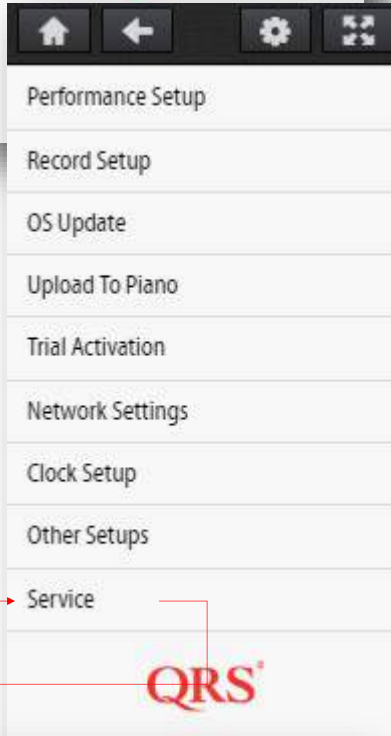 Performance Setup
Record Setup
OS Update
Upload To Piano
Trial Activation
Network Settings
Clock Setup
Other Setups
Service
QRS®